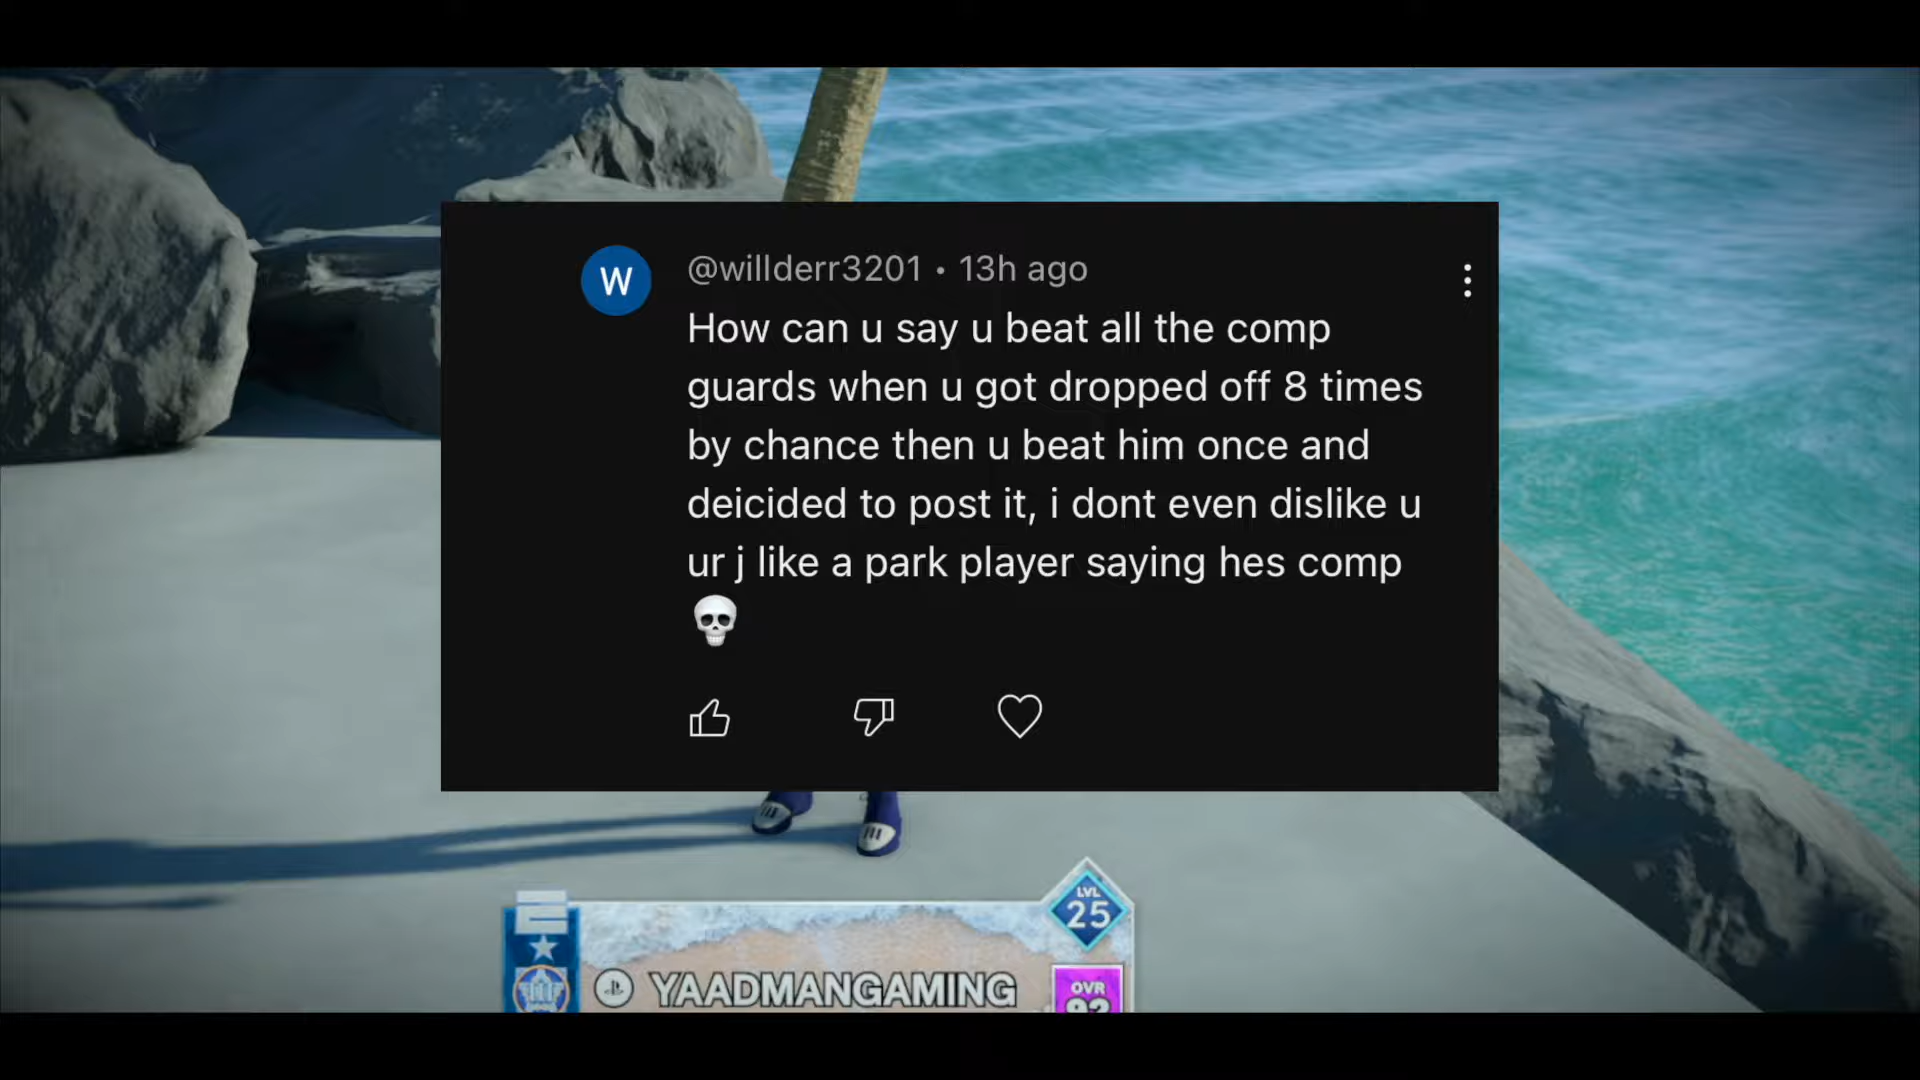 @willderr3201 • 13h ago
W
How can u say u beat all the comp
guards when u got dropped off 8 times
by chance then u beat him once and
deicided to post it, i dont even dislike u
ur j like a park player saying hes comp
💀
LVL
25
YAADMANGAMING
OVR